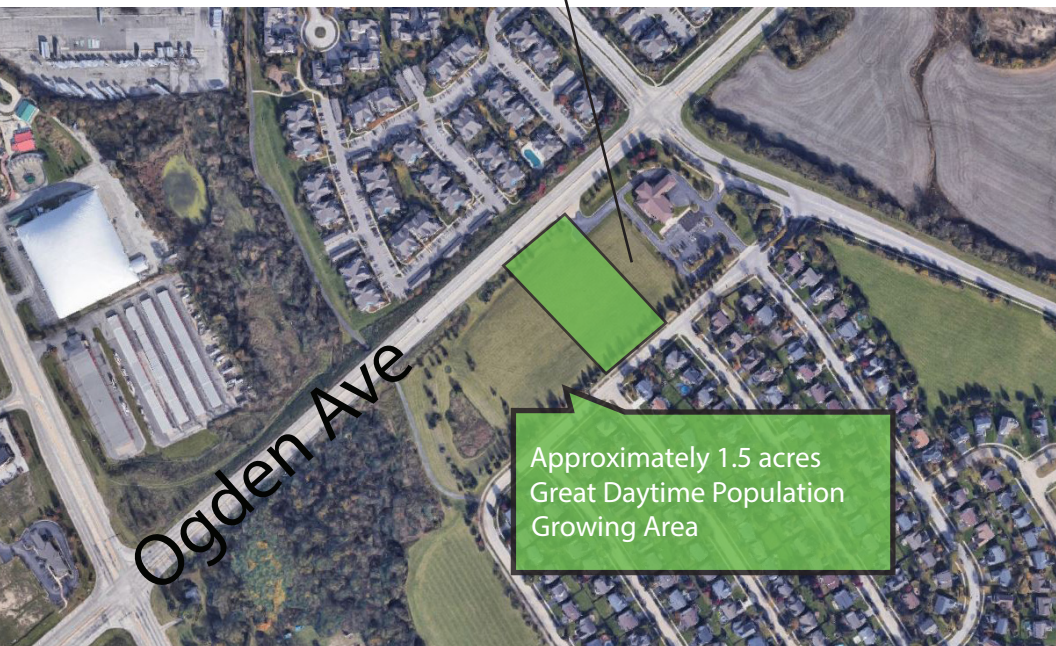 Ogden Ave
Approximately 1.5 acres
Great Daytime Population
Growing Area